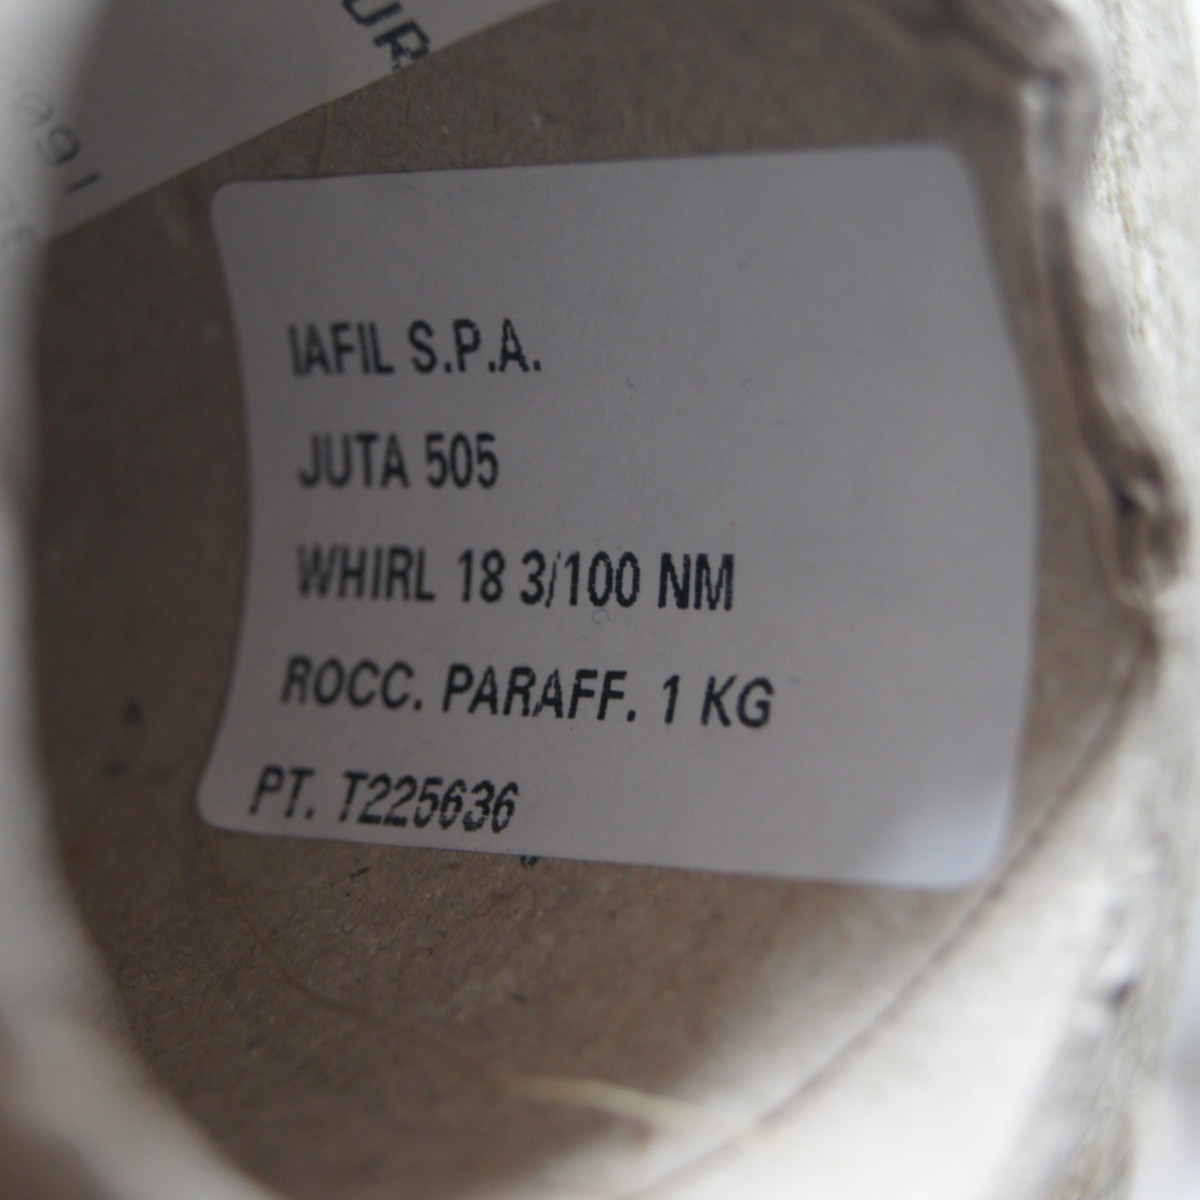 IAFIL S.P.A.
JUTA 505
WHIRL 18 3/100 NM
ROCC. PARAFF. 1 KG
PT. T225636